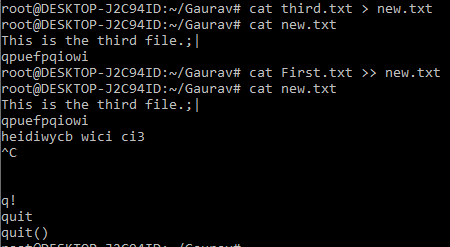 root@DESKTOP-J2C94ID:~/Gaurav# cat third.txt > new.txt
root@DESKTOP-J2C94ID:~/Gaurav# cat new.txt
This is the third file.;|
qpuefpqiowi
root@DESKTOP-J2C94ID:~/Gaurav# cat First.txt >> new.txt
root@DESKTOP-J2C94ID:~/Gaurav# cat new.txt
This is the third file.;|
qpuefpqiowi
heidiwycb wici ci3
^C
q!
quit
quit()
root@DESKTOP-J2C94ID:~/Gaurav#